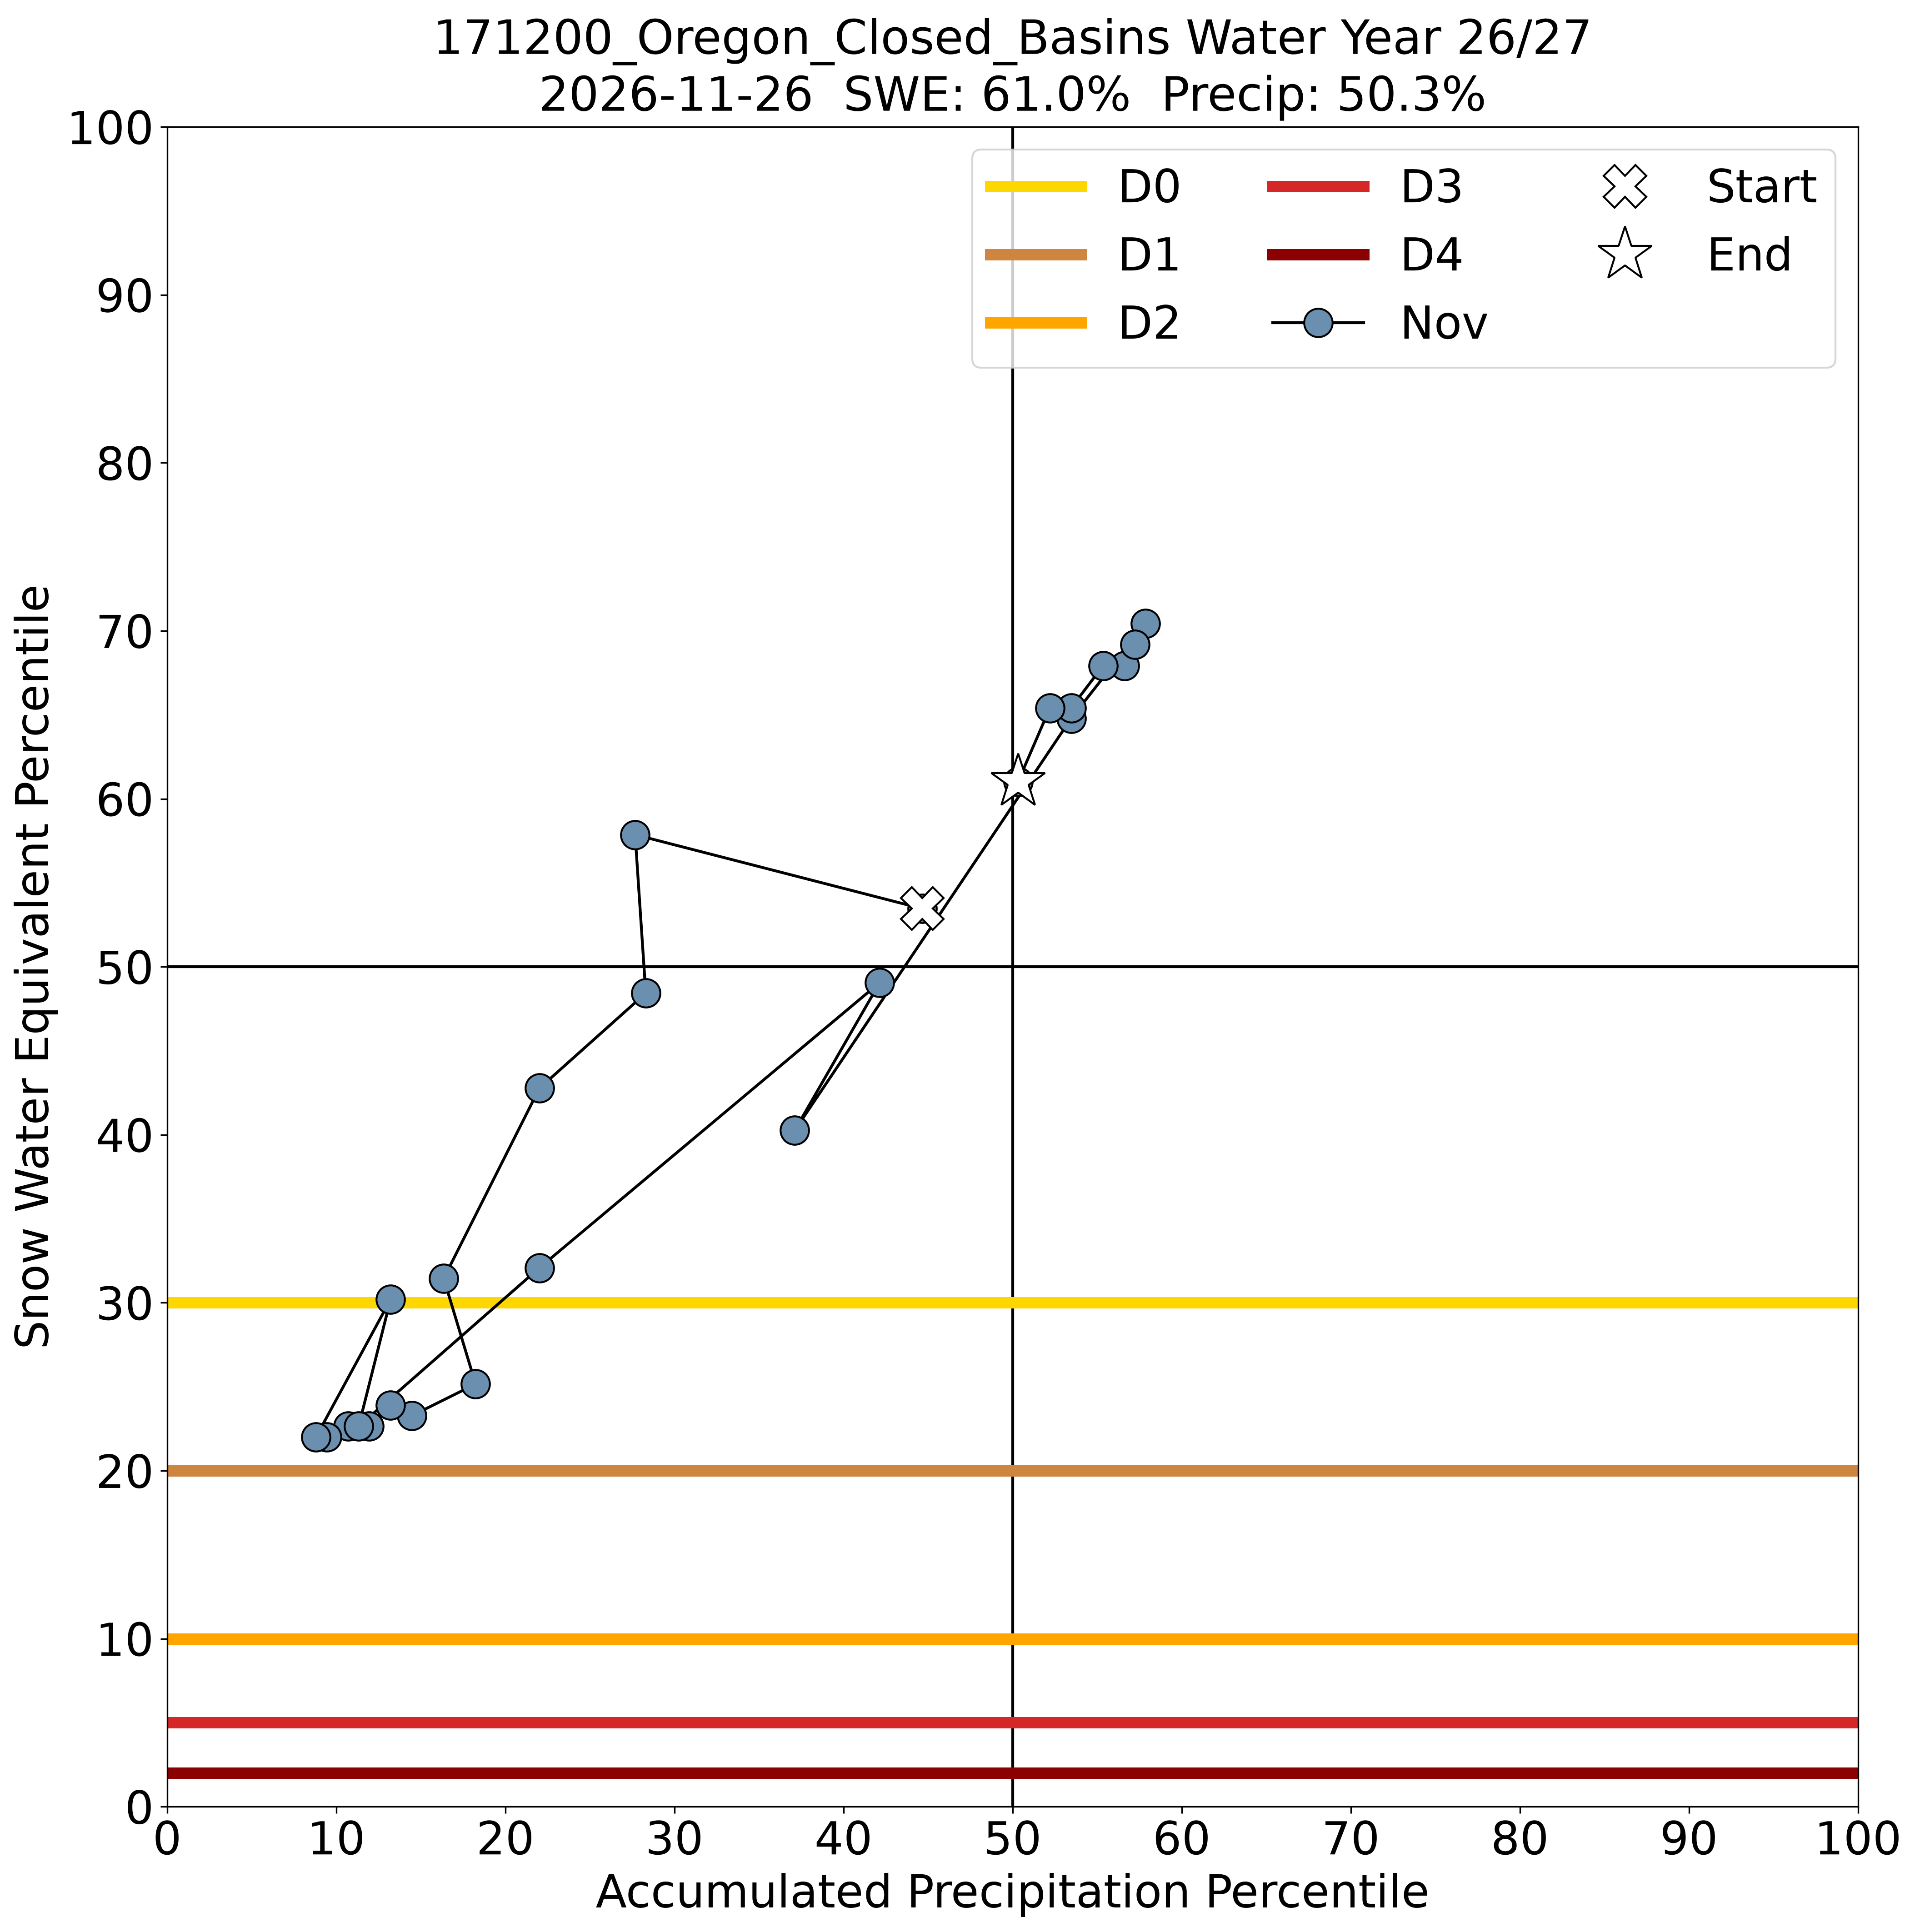 171200_Oregon_Closed_Basins Water Year 26/27
2026-11-26  SWE: 61.0%  Precip: 50.3%
D0
D1
D2
D3
D4
Nov
Start
End
Snow Water Equivalent Percentile
100
90
80
70
60
50
40
30
20
10
0
0 10 20 30 40 50 60 70 80 90 100
Accumulated Precipitation Percentile